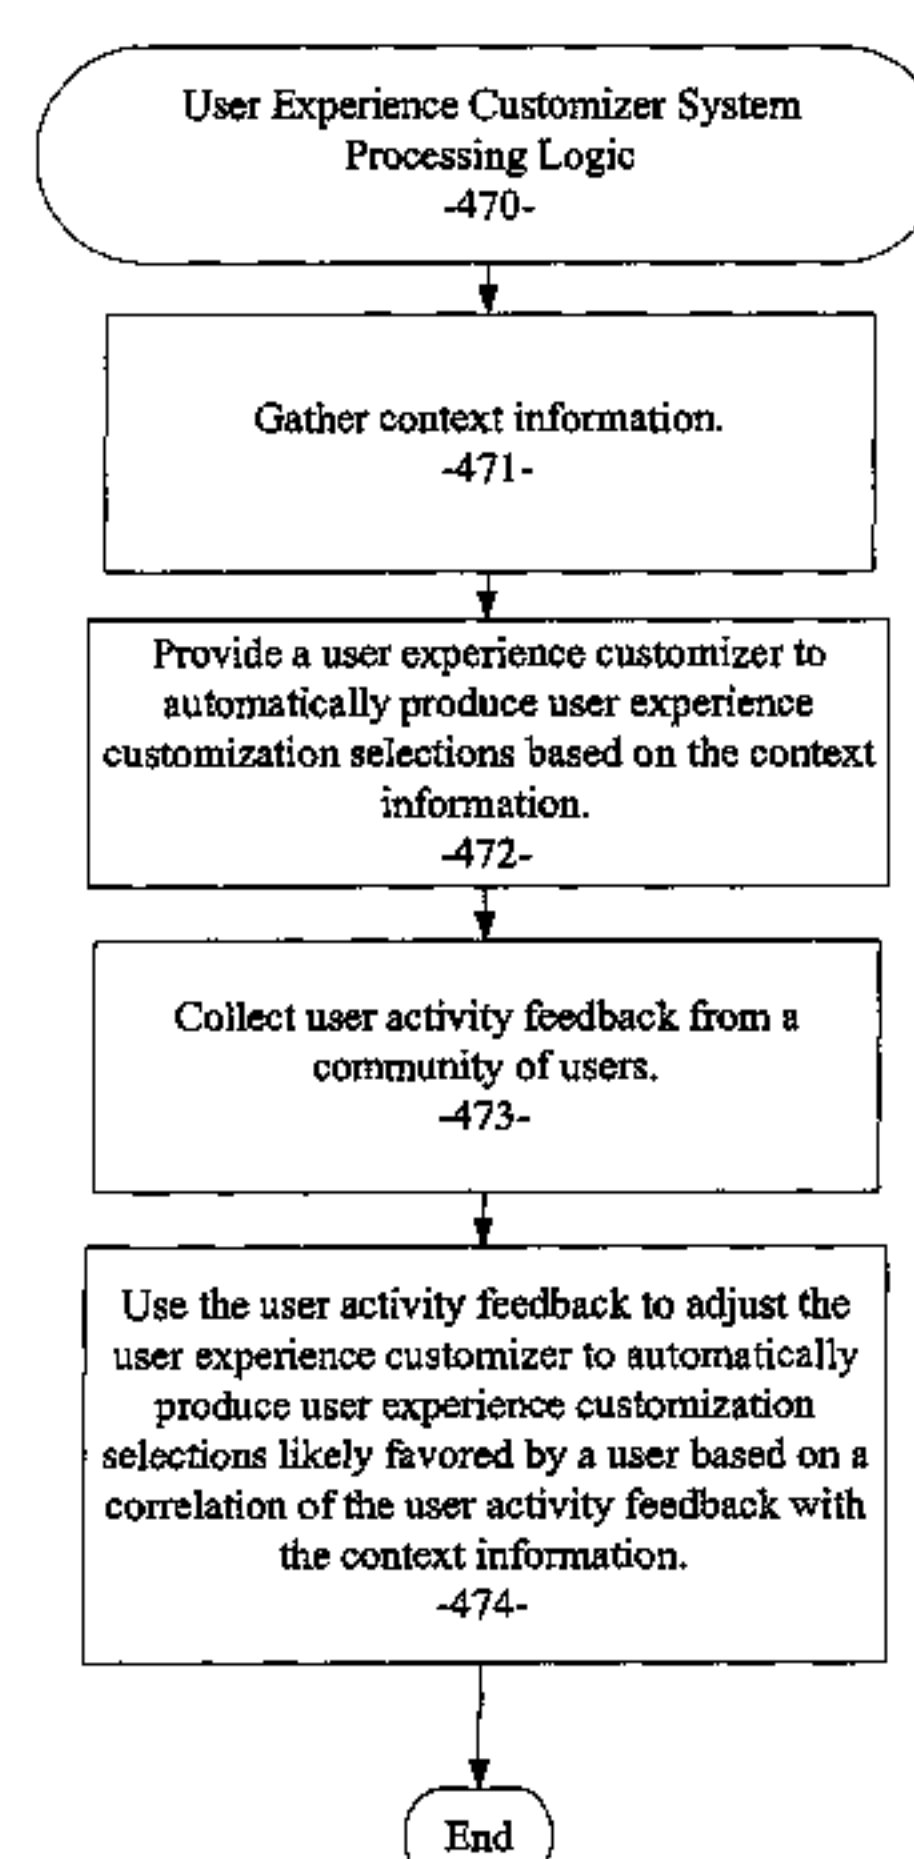 User Experience Customizer System
Processing Logic
-470-
Gather context information.
-471-
Provide a user experience customizer to
automatically produce user experience
customization selections based on the context
information.
-472-
Collect user activity feedback from a
community of users.
-473-
Use the user activity feedback to adjust the
user experience customizer to automatically
produce user experience customization
selections likely favored by a user based on a
correlation of the user activity feedback with
the context information.
-474-
End